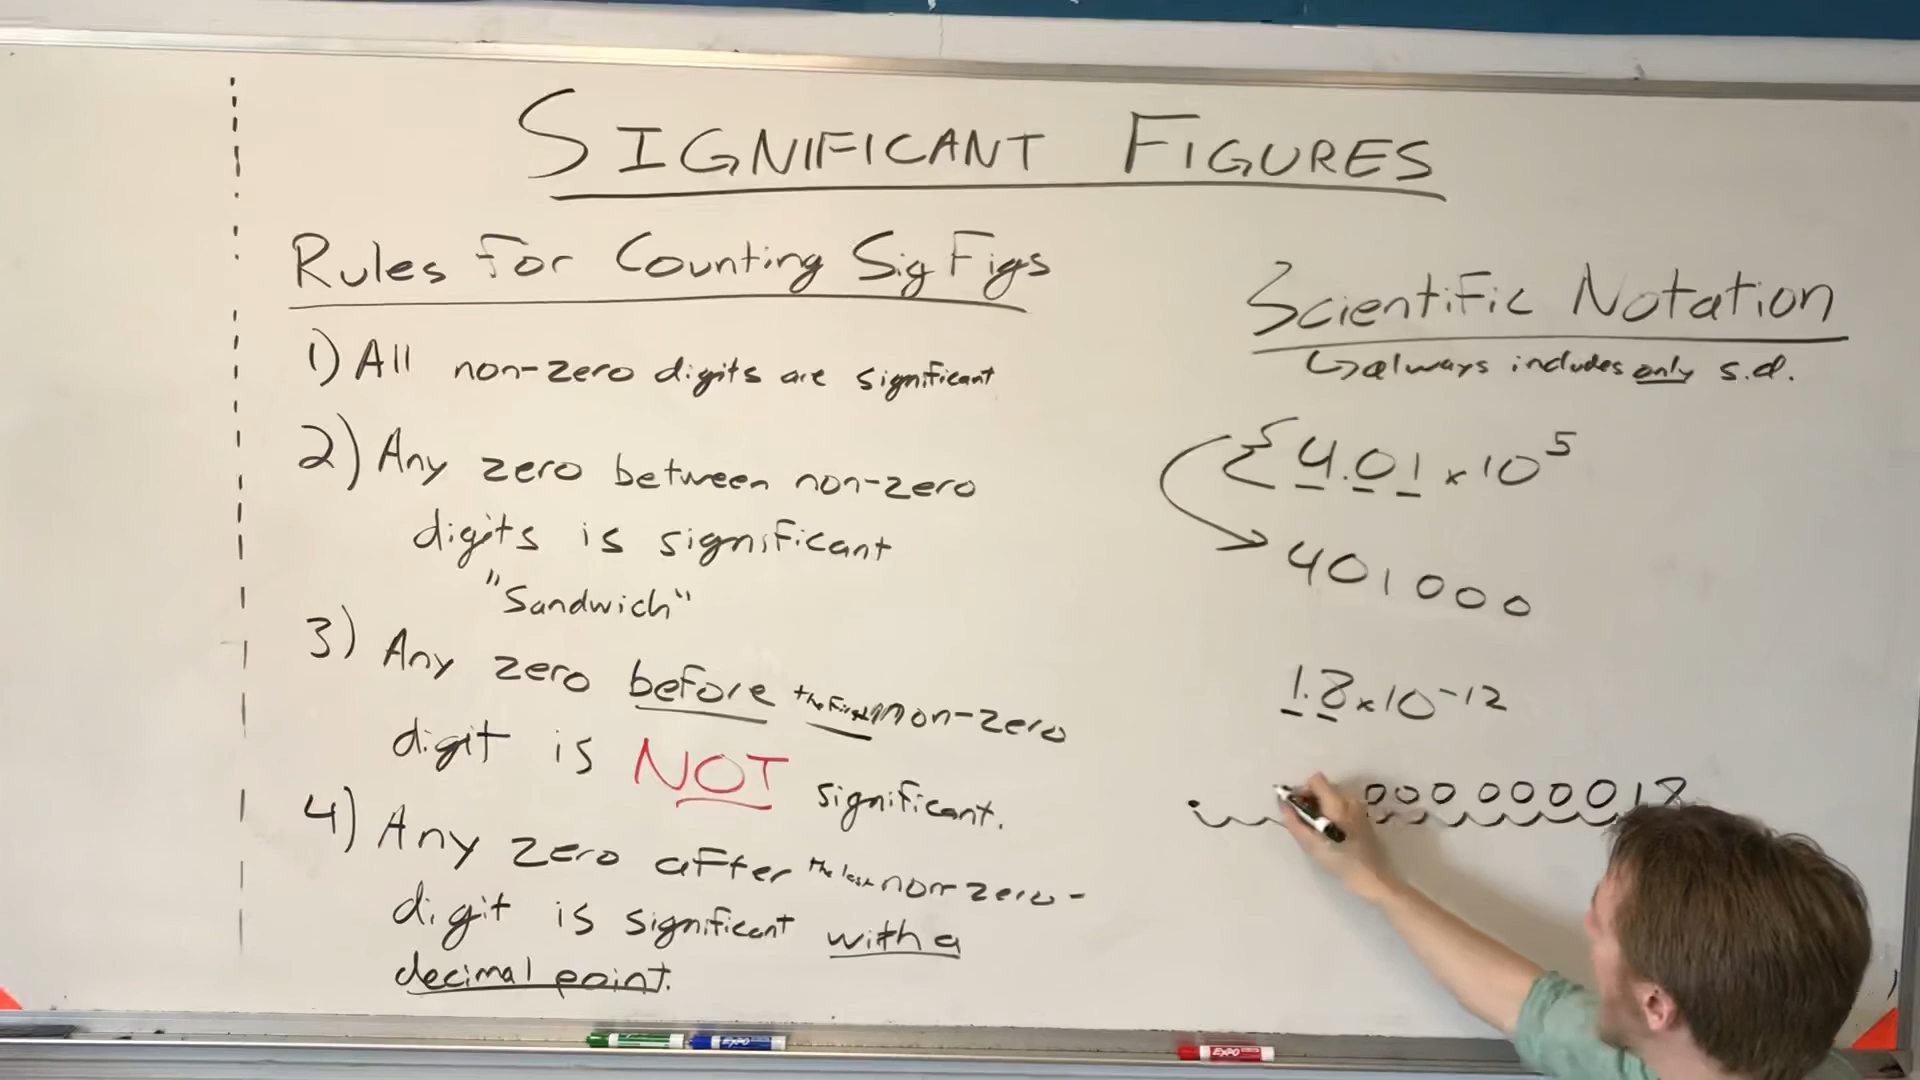 SIGNIFICANT FIGURES
Rules for Counting Sig Figs
1) All non-zero digits are significant
2) Any zero between non-zero
digits is significant
"Sandwich"
3) Any zero before the first non-zero
digit is NOT significant.
4) Any zero after the last non-zero-
digit is significant with a
decimal point.
Scientific Notation
↳ always includes only s.d.
{ 4.01 x 10⁵
401000
1.8 x 10⁻¹²
. 000 000018
EXPO
EXPO